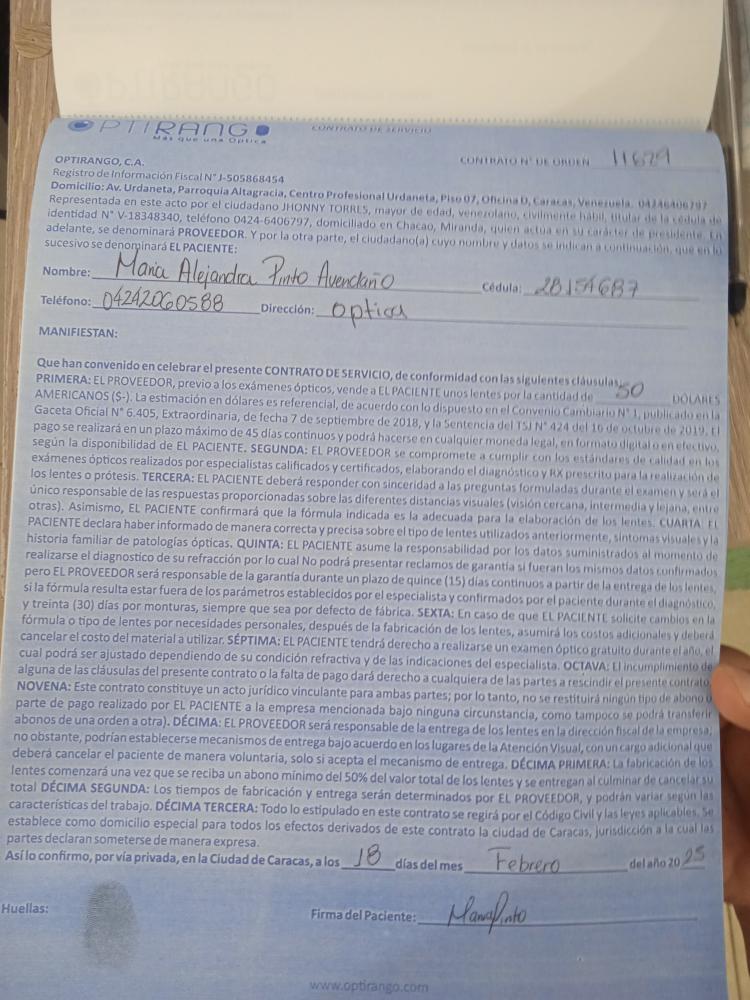 OPTIRANGO
Más que una Optica
CONTRATO DE SERVICIO
OPTIRANGO, C.A.
CONTRATO N° DE ORDEN 11629
Registro de Información Fiscal N° J-505868454
Domicilio: Av. Urdaneta, Parroquia Altagracia, Centro Profesional Urdaneta, Piso 07, Oficina D, Caracas, Venezuela. 04246406797
Representada en este acto por el ciudadano JHONNY TORRES, mayor de edad, venezolano, civilmente hábil, titular de la cédula de
identidad N° V-18348340, teléfono 0424-6406797, domiciliado en Chacao, Miranda, quien actúa en su carácter de presidente. En
adelante, se denominará PROVEEDOR. Y por la otra parte, el ciudadano(a) cuyo nombre y datos se indican a continuación, que en lo
sucesivo se denominará EL PACIENTE:
Nombre: Maria Alejandra Pinto Avendaño Cédula: 28154687
Teléfono: 04242060588 Dirección: optica
MANIFIESTAN:
Que han convenido en celebrar el presente CONTRATO DE SERVICIO, de conformidad con las siguientes cláusulas:
PRIMERA: EL PROVEEDOR, previo a los exámenes ópticos, vende a EL PACIENTE unos lentes por la cantidad de 50 DÓLARES
AMERICANOS ($-). La estimación en dólares es referencial, de acuerdo con lo dispuesto en el Convenio Cambiario N° 1, publicado en la
Gaceta Oficial N° 6.405, Extraordinaria, de fecha 7 de septiembre de 2018, y la Sentencia del TSJ N° 424 del 16 de octubre de 2019. El
pago se realizará en un plazo máximo de 45 días continuos y podrá hacerse en cualquier moneda legal, en formato digital o en efectivo,
según la disponibilidad de EL PACIENTE. SEGUNDA: EL PROVEEDOR se compromete a cumplir con los estándares de calidad en los
exámenes ópticos realizados por especialistas calificados y certificados, elaborando el diagnóstico y RX prescrito para la realización de
los lentes o prótesis. TERCERA: EL PACIENTE deberá responder con sinceridad a las preguntas formuladas durante el examen y será el
único responsable de las respuestas proporcionadas sobre las diferentes distancias visuales (visión cercana, intermedia y lejana, entre
otras). Asimismo, EL PACIENTE confirmará que la fórmula indicada es la adecuada para la elaboración de los lentes. CUARTA: EL
PACIENTE declara haber informado de manera correcta y precisa sobre el tipo de lentes utilizados anteriormente, síntomas visuales y la
historia familiar de patologías ópticas. QUINTA: EL PACIENTE asume la responsabilidad por los datos suministrados al momento de
realizarse el diagnostico de su refracción por lo cual No podrá presentar reclamos de garantía si fueran los mismos datos confirmados
pero EL PROVEEDOR será responsable de la garantía durante un plazo de quince (15) días continuos a partir de la entrega de los lentes,
si la fórmula resulta estar fuera de los parámetros establecidos por el especialista y confirmados por el paciente durante el diagnóstico,
y treinta (30) días por monturas, siempre que sea por defecto de fábrica. SEXTA: En caso de que EL PACIENTE solicite cambios en la
fórmula o tipo de lentes por necesidades personales, después de la fabricación de los lentes, asumirá los costos adicionales y deberá
cancelar el costo del material a utilizar. SÉPTIMA: EL PACIENTE tendrá derecho a realizarse un examen óptico gratuito durante el año, el
cual podrá ser ajustado dependiendo de su condición refractiva y de las indicaciones del especialista. OCTAVA: El incumplimiento de
alguna de las cláusulas del presente contrato o la falta de pago dará derecho a cualquiera de las partes a rescindir el presente contrato.
NOVENA: Este contrato constituye un acto jurídico vinculante para ambas partes; por lo tanto, no se restituirá ningún tipo de abono o
parte de pago realizado por EL PACIENTE a la empresa mencionado bajo ninguna circunstancia, como tampoco se podrá transferir
abonos de una orden a otra). DÉCIMA: EL PROVEEDOR será responsable de la entrega de los lentes en la dirección fiscal de la empresa;
no obstante, podrían establecerse mecanismos de entrega bajo acuerdo en los lugares de la Atención Visual, con un cargo adicional que
deberá cancelar el paciente de manera voluntaria, solo si acepta el mecanismo de entrega. DÉCIMA PRIMERA: La fabricación de los
lentes comenzará una vez que se reciba un abono mínimo del 50% del valor total de los lentes y se entregan al culminar de cancelar su
total DÉCIMA SEGUNDA: Los tiempos de fabricación y entrega serán determinados por EL PROVEEDOR, y podrán variar según las
características del trabajo. DÉCIMA TERCERA: Todo lo estipulado en este contrato se regirá por el Código Civil y las leyes aplicables. Se
establece como domicilio especial para todos los efectos derivados de este contrato la ciudad de Caracas, jurisdicción a la cual las
partes declaran someterse de manera expresa.
Así lo confirmo, por vía privada, en la Ciudad de Caracas, a los 18 días del mes Febrero del año 2025
Huellas:
Firma del Paciente: Maria Pinto
www.optirango.com